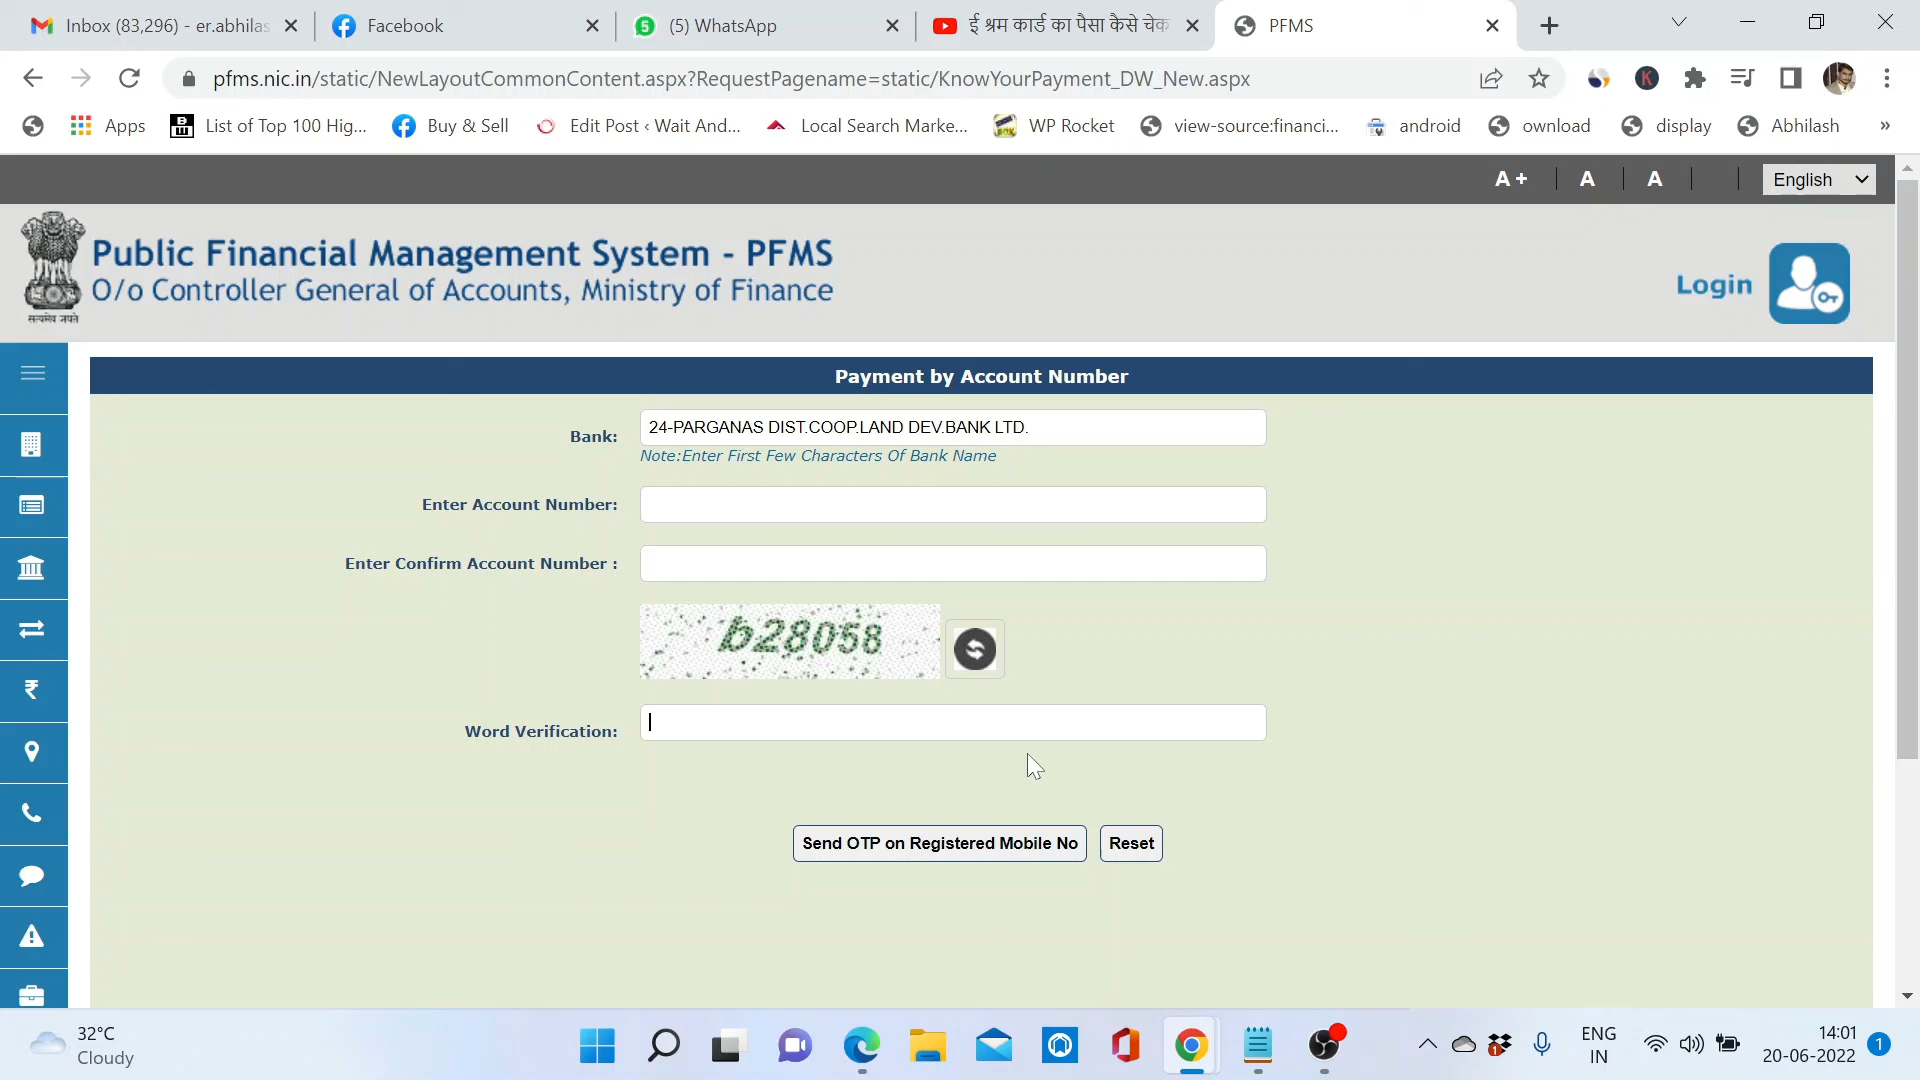 Inbox (83,296) - er.abhilas
Facebook
(5) WhatsApp
ई श्रम कार्ड का पैसा कैसे चेक
PFMS
pfms.nic.in/static/NewLayoutCommonContent.aspx?RequestPagename=static/KnowYourPayment_DW_New.aspx
K
Apps
List of Top 100 Hig...
Buy & Sell
Edit Post ‹ Wait And...
Local Search Marke...
WP Rocket
view-source:financi...
android
ownload
display
Abhilash
»
A +
A
A
English
Public Financial Management System - PFMS
O/o Controller General of Accounts, Ministry of Finance
सत्यमेव जयते
Login
Payment by Account Number
Bank:
24-PARGANAS DIST.COOP.LAND DEV.BANK LTD.
Note:Enter First Few Characters Of Bank Name
Enter Account Number:
Enter Confirm Account Number :
b28058
Word Verification:
Send OTP on Registered Mobile No
Reset
32°C
Cloudy
ENG
IN
14:01
20-06-2022
1